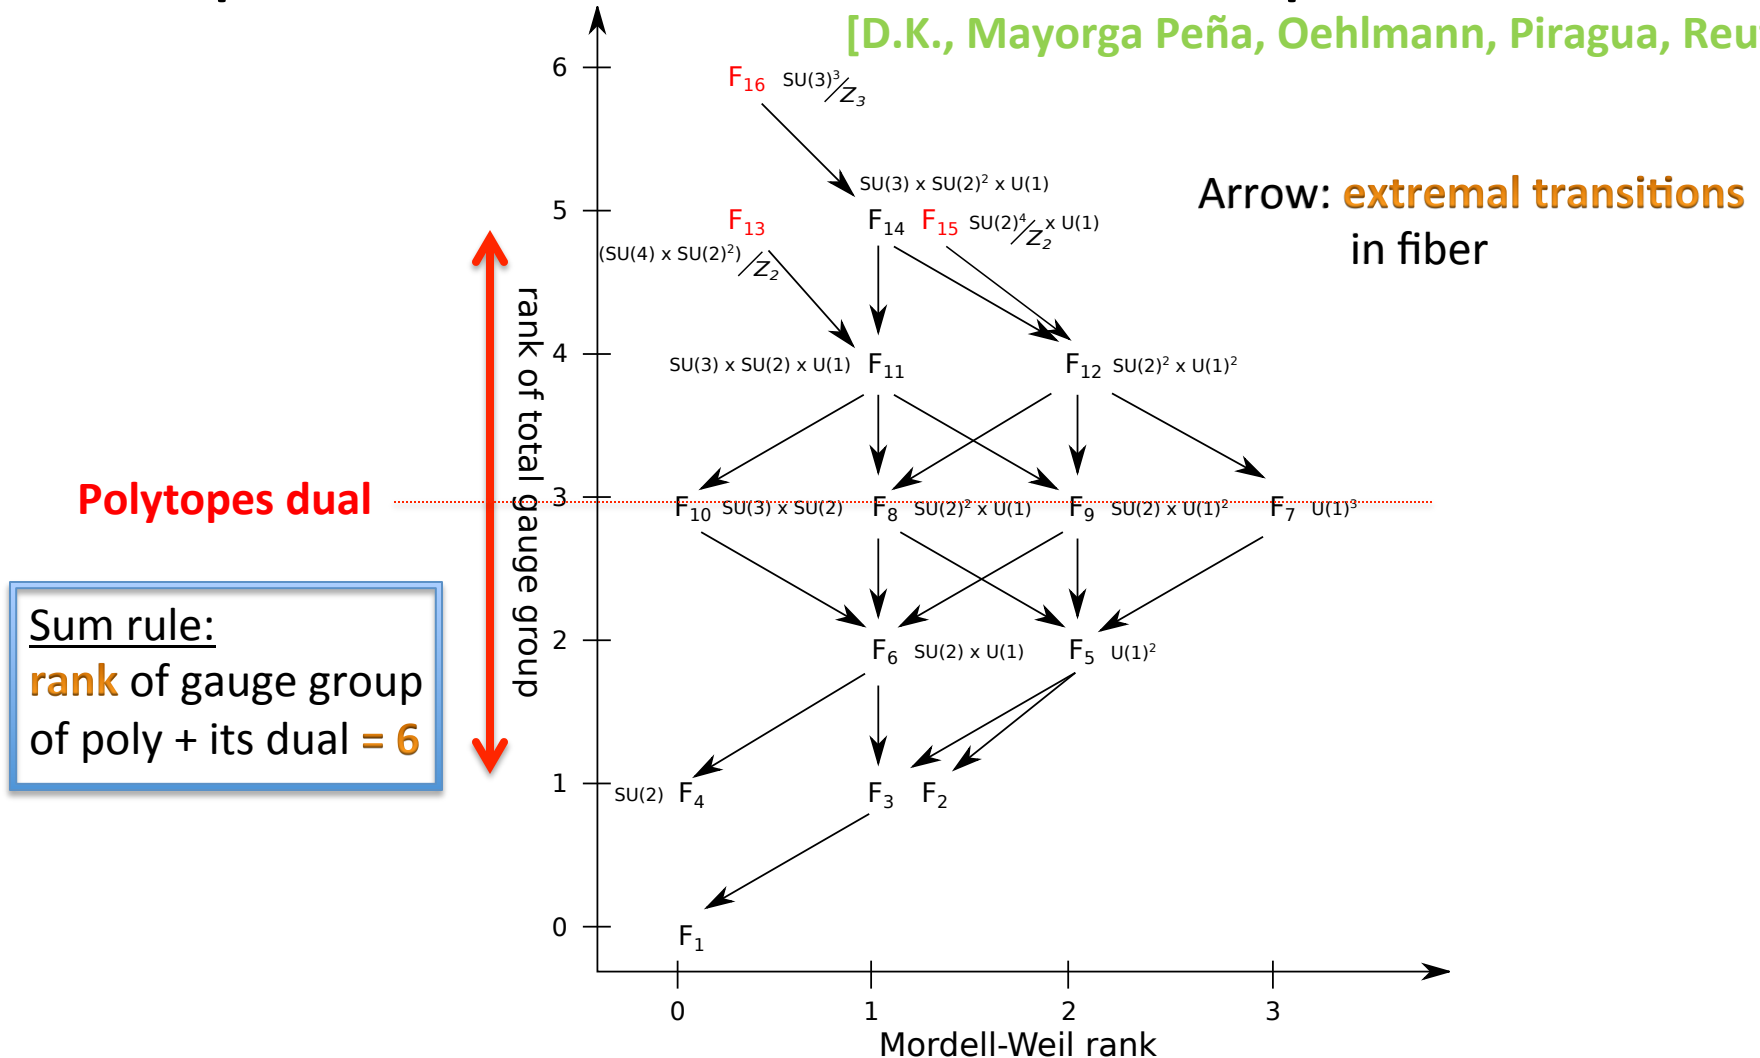 [D.K., Mayorga Peña, Oehlmann, Piragua, Reu
6
F16 SU(3)³/Z₃
Arrow: extremal transitions
in fiber
SU(3) x SU(2)² x U(1)
5
F₁₃
F₁₄
F₁₅ SU(2)⁴/Z₂ x U(1)
(SU(4) x SU(2)²)/Z₂
rank of total gauge group
4
SU(3) x SU(2) x U(1) F₁₁
F₁₂ SU(2)² x U(1)²
Polytopes dual
3
F₁₀ SU(3) x SU(2)
F₈ SU(2)² x U(1)
F₉ SU(2) x U(1)²
F₇ U(1)³
Sum rule:
rank of gauge group
of poly + its dual = 6
2
F₆ SU(2) x U(1)
F₅ U(1)²
1
SU(2) F₄
F₃
F₂
0
F₁
0 1 2 3
Mordell-Weil rank